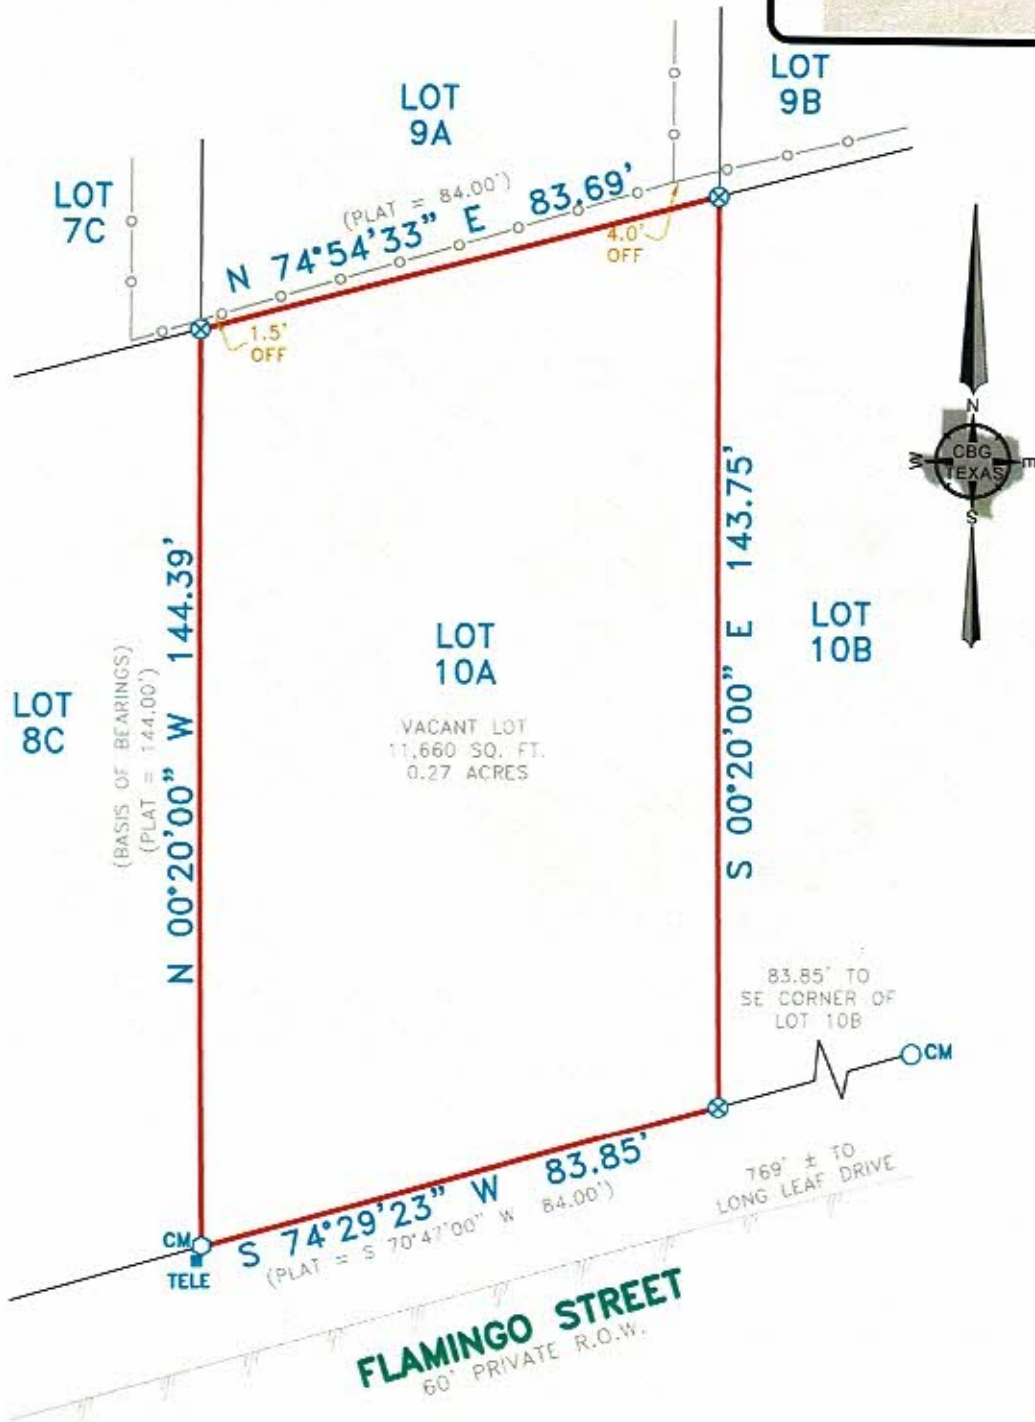 LOT
9A
LOT
9B
LOT
7C
(PLAT = 84.00')
N 74°54'33" E 83.69'
4.0'
OFF
1.5'
OFF
N
W
CBG
TEXAS
E
S
N 00°20'00" W 144.39'
(BASIS OF BEARINGS)
(PLAT = 144.00')
S 00°20'00" E 143.75'
LOT
10A
LOT
10B
LOT
8C
VACANT LOT
11,660 SQ. FT.
0.27 ACRES
83.85' TO
SE CORNER OF
LOT 10B
CM
S 74°29'23" W 83.85'
(PLAT = S 70°47'00" W 84.00')
769' ± TO
LONG LEAF DRIVE
CM
TELE
FLAMINGO STREET
60' PRIVATE R.O.W.